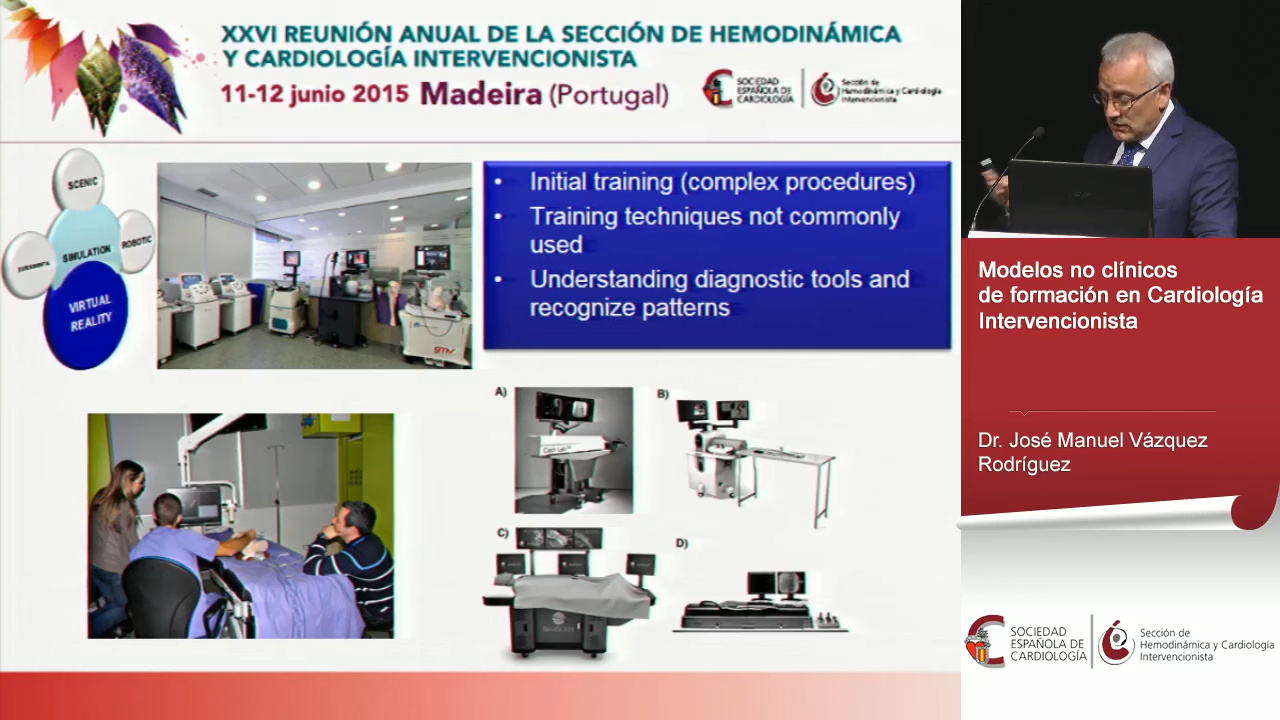 XXVI REUNIÓN ANUAL DE LA SECCIÓN DE HEMODINÁMICA
Y CARDIOLOGÍA INTERVENCIONISTA
11-12 junio 2015 Madeira (Portugal)
SOCIEDAD
ESPAÑOLA DE
CARDIOLOGÍA
Sección de
Hemodinámica y Cardiología
Intervencionista
SCENIC
SIMULATION
ROBOTIC
EXPERIMENTAL
VIRTUAL
REALITY
• Initial training (complex procedures)
• Training techniques not commonly
used
• Understanding diagnostic tools and
recognize patterns
gmv
A)
B)
C)
D)
Modelos no clínicos
de formación en Cardiología
Intervencionista
Dr. José Manuel Vázquez
Rodríguez
SOCIEDAD
ESPAÑOLA DE
CARDIOLOGÍA
Sección de
Hemodinámica y Cardiología
Intervencionista